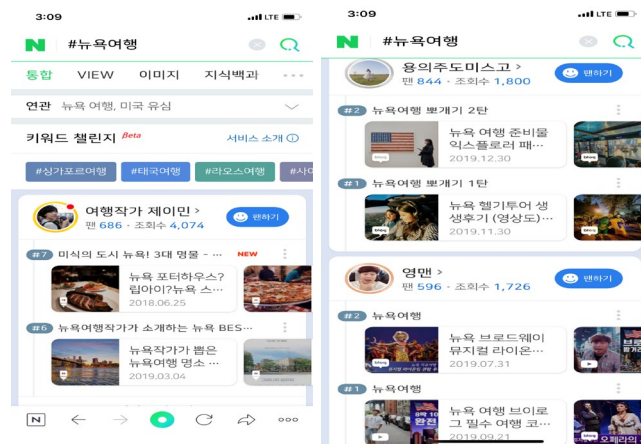 3:09
LTE
N
#뉴욕여행
통합 VIEW 이미지 지식백과
연관 뉴욕 여행, 미국 유심
키워드 챌린지 Beta 서비스 소개
#싱가포르여행 #태국여행 #라오스여행 #사이
여행작가 제이민 >
팬 686 · 조회수 4,074
팬하기
#7 미식의 도시 뉴욕! 3대 명물 - ··· NEW
뉴욕 포터하우스?
립아이?뉴욕 스···
2018.06.25
#6 뉴욕여행작가가 소개하는 뉴욕 BES···
뉴욕작가가 뽑은
뉴욕여행 명소 ···
2019.03.04
N
3:09
LTE
N
#뉴욕여행
용의주도미스고 >
팬 844 · 조회수 1,800
팬하기
#2 뉴욕여행 뽀개기 2탄
뉴욕 여행 준비물
익스플로러 패···
2019.12.30
blog
#1 뉴욕여행 뽀개기 1탄
뉴욕 헬기투어 생
생후기 (영상도)···
2019.11.30
blog
영맨 >
팬 596 · 조회수 1,726
팬하기
#2 뉴욕여행
뉴욕 브로드웨이
뮤지컬 라이온···
2019.07.31
#1 뉴욕여행
뉴욕 여행 브이로
그 필수 여행 코···
2019.09.21